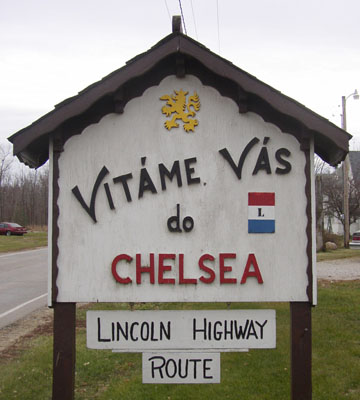 VÍTÁME VÁS
do
L
CHELSEA
LINCOLN HIGHWAY
ROUTE